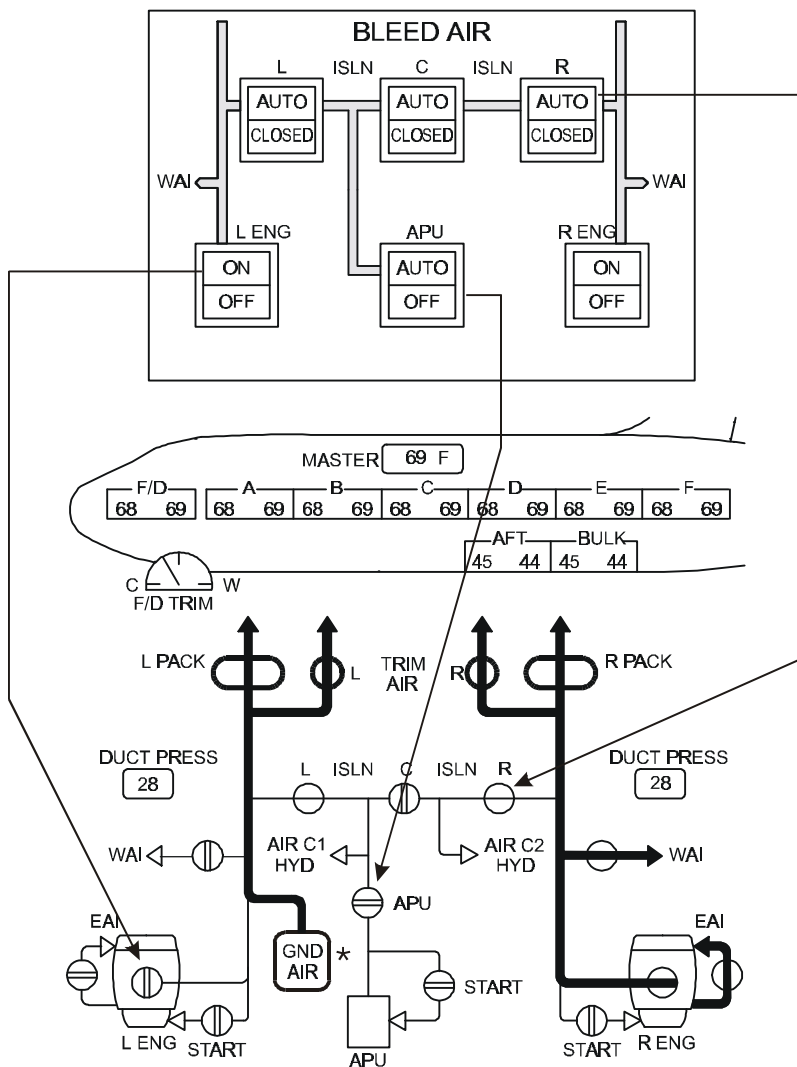 BLEED AIR
L ISLN C ISLN R
AUTO AUTO AUTO
CLOSED CLOSED CLOSED
WAI WAI
L ENG APU R ENG
ON AUTO ON
OFF OFF OFF
MASTER 69 F
F/D A B C D E F
68 69 68 69 68 69 68 69 68 69 68 69 68 69
AFT BULK
45 44 45 44
C W
F/D TRIM
L PACK L TRIM AIR R R PACK
DUCT PRESS L ISLN C ISLN R DUCT PRESS
28 28
WAI AIR C1 HYD AIR C2 HYD WAI
APU
EAI GND AIR * EAI
START
L ENG START APU START R ENG